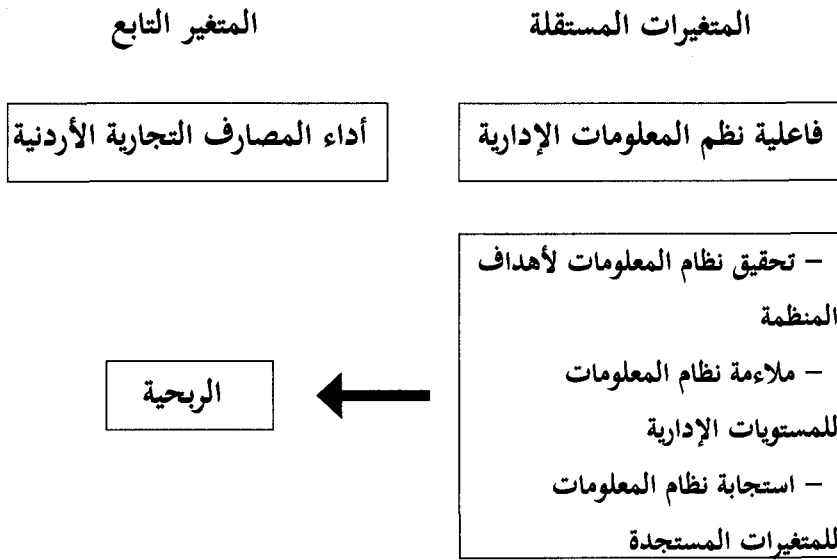 المتغيرات المستقلة
المتغير التابع
فاعلية نظم المعلومات الإدارية
أداء المصارف التجارية الأردنية
– تحقيق نظام المعلومات لأهداف
المنظمة
– ملاءمة نظام المعلومات
للمستويات الإدارية
– استجابة نظام المعلومات
للمتغيرات المستجدة
الربحية